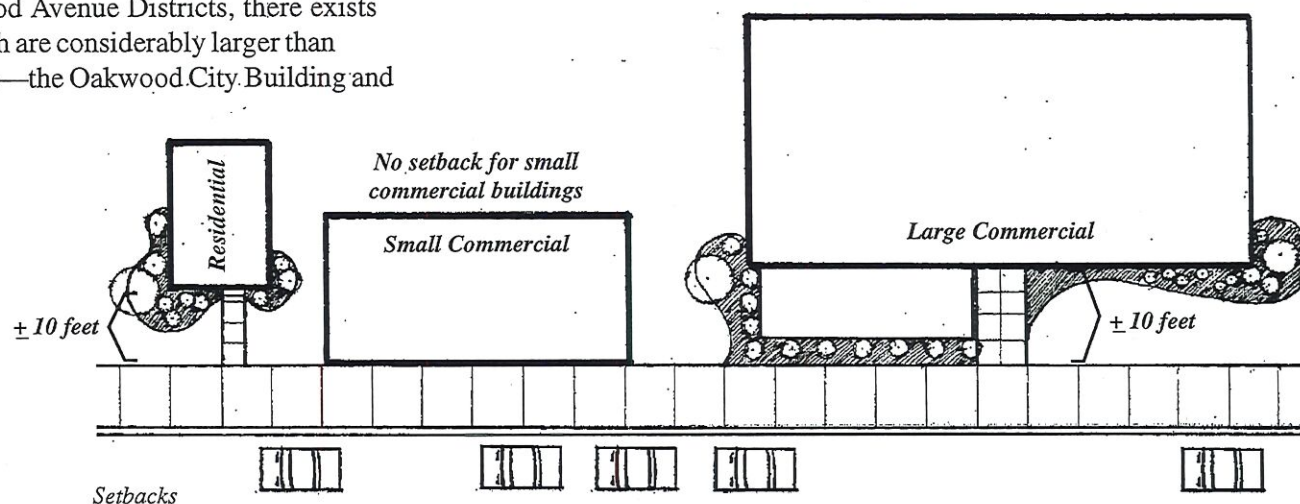 od Avenue Districts, there exists
h are considerably larger than
—the Oakwood City Building and
No setback for small
commercial buildings
Residential
Small Commercial
Large Commercial
± 10 feet
± 10 feet
Setbacks